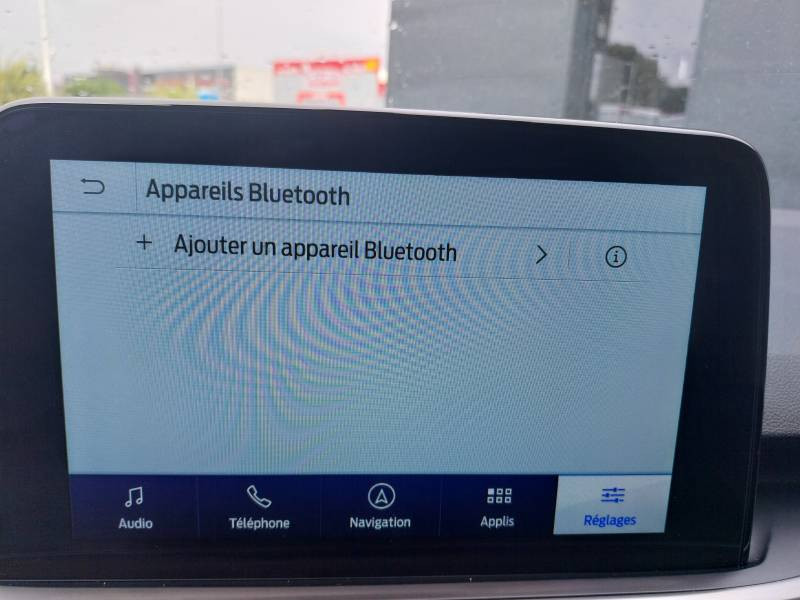 Appareils Bluetooth
+ Ajouter un appareil Bluetooth
Audio
Téléphone
Navigation
Applis
Réglages